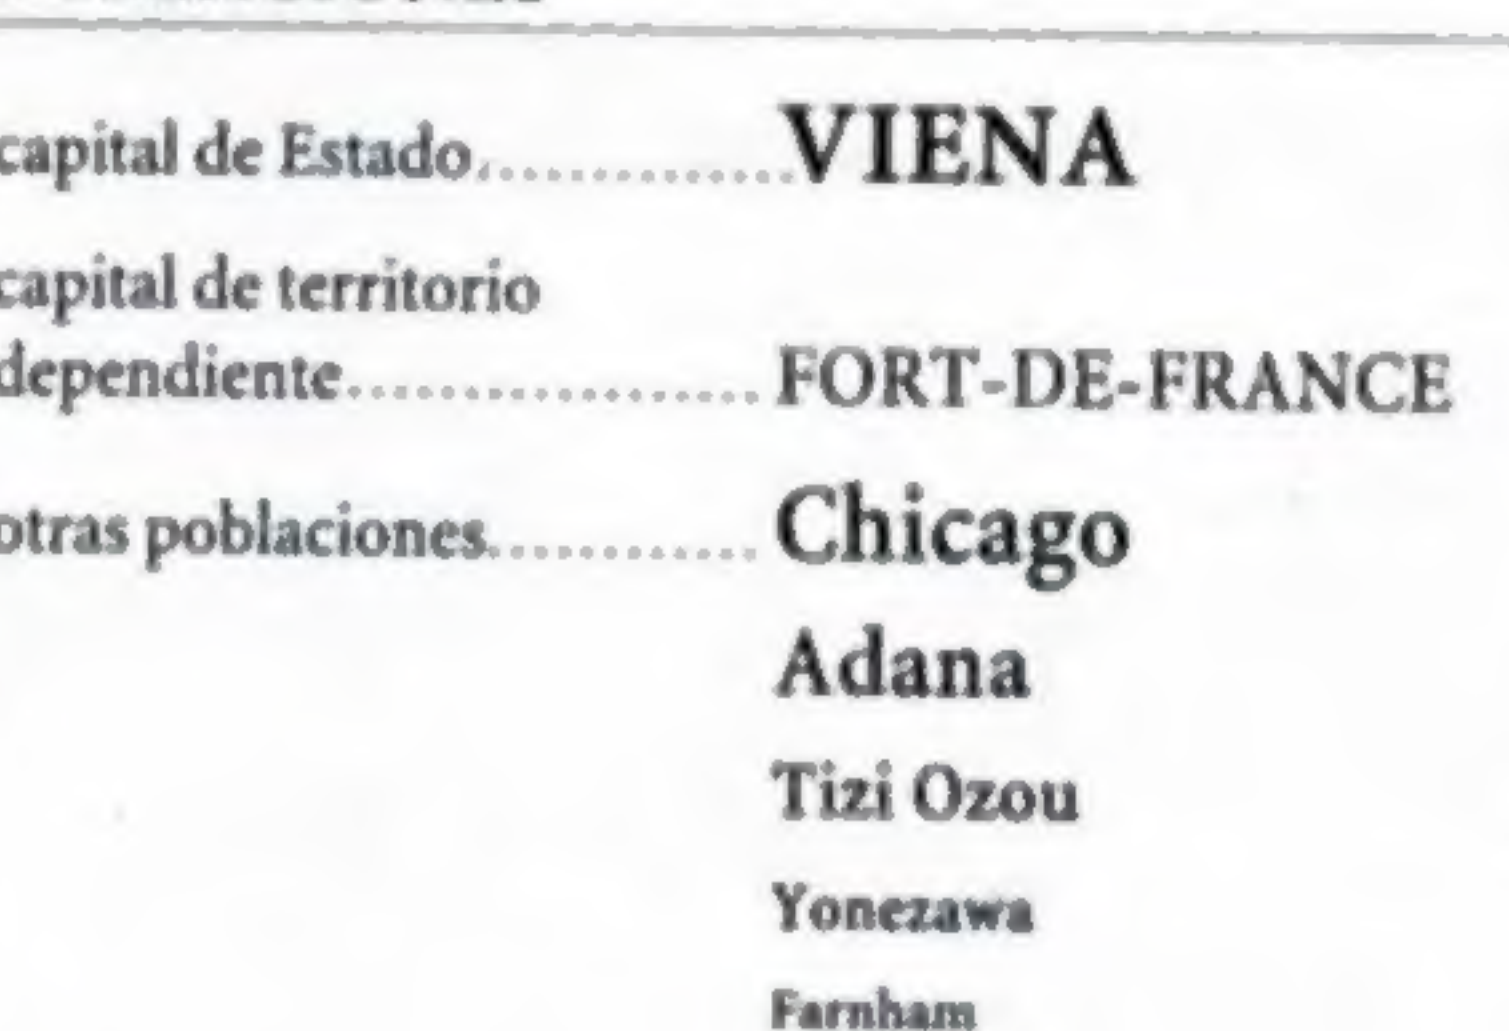 capital de Estado..............VIENA
capital de territorio
dependiente.................. FORT-DE-FRANCE
otras poblaciones............. Chicago
Adana
Tizi Ozou
Yonezawa
Farnham